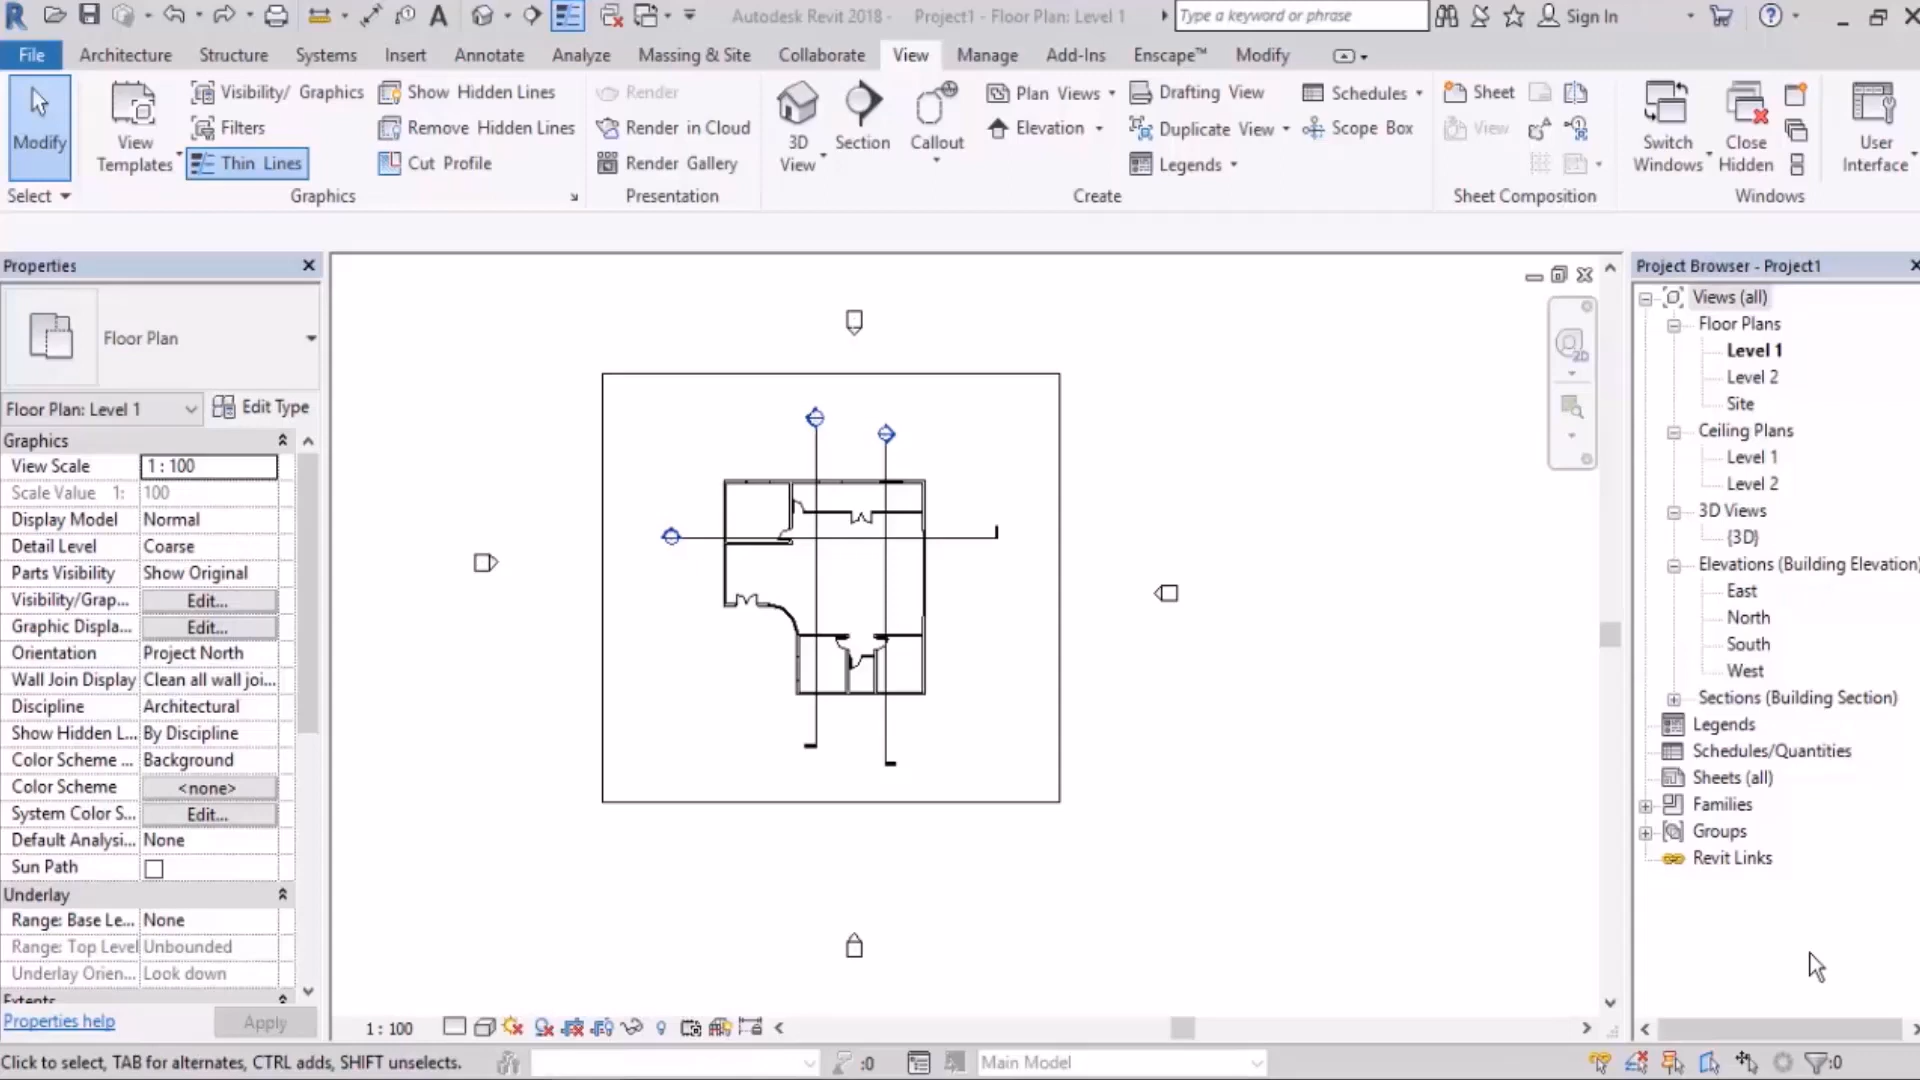 Autodesk Revit 2018 - Project1 - Floor Plan: Level 1
Type a keyword or phrase
Sign In
File Architecture Structure Systems Insert Annotate Analyze Massing & Site Collaborate View Manage Add-Ins Enscape™ Modify
Modify
Select
View Templates
Visibility/ Graphics
Filters
Thin Lines
Show Hidden Lines
Remove Hidden Lines
Cut Profile
Graphics
Render
Render in Cloud
Render Gallery
Presentation
3D View
Section
Callout
Plan Views
Elevation
Drafting View
Duplicate View
Legends
Schedules
Scope Box
Create
Sheet
View
Sheet Composition
Switch Windows
Close Hidden
User Interface
Windows
Properties
Floor Plan
Floor Plan: Level 1
Edit Type
Graphics
View Scale 1 : 100
Scale Value 1: 100
Display Model Normal
Detail Level Coarse
Parts Visibility Show Original
Visibility/Grap... Edit...
Graphic Displa... Edit...
Orientation Project North
Wall Join Display Clean all wall joi...
Discipline Architectural
Show Hidden L... By Discipline
Color Scheme ... Background
Color Scheme <none>
System Color S... Edit...
Default Analysi... None
Sun Path
Underlay
Range: Base Le... None
Range: Top Level Unbounded
Underlay Orien... Look down
Extents
Properties help
Apply
2D
1 : 100
Project Browser - Project1
Views (all)
Floor Plans
Level 1
Level 2
Site
Ceiling Plans
Level 1
Level 2
3D Views
{3D}
Elevations (Building Elevation)
East
North
South
West
Sections (Building Section)
Legends
Schedules/Quantities
Sheets (all)
Families
Groups
Revit Links
Click to select, TAB for alternates, CTRL adds, SHIFT unselects.
:0
Main Model
:0